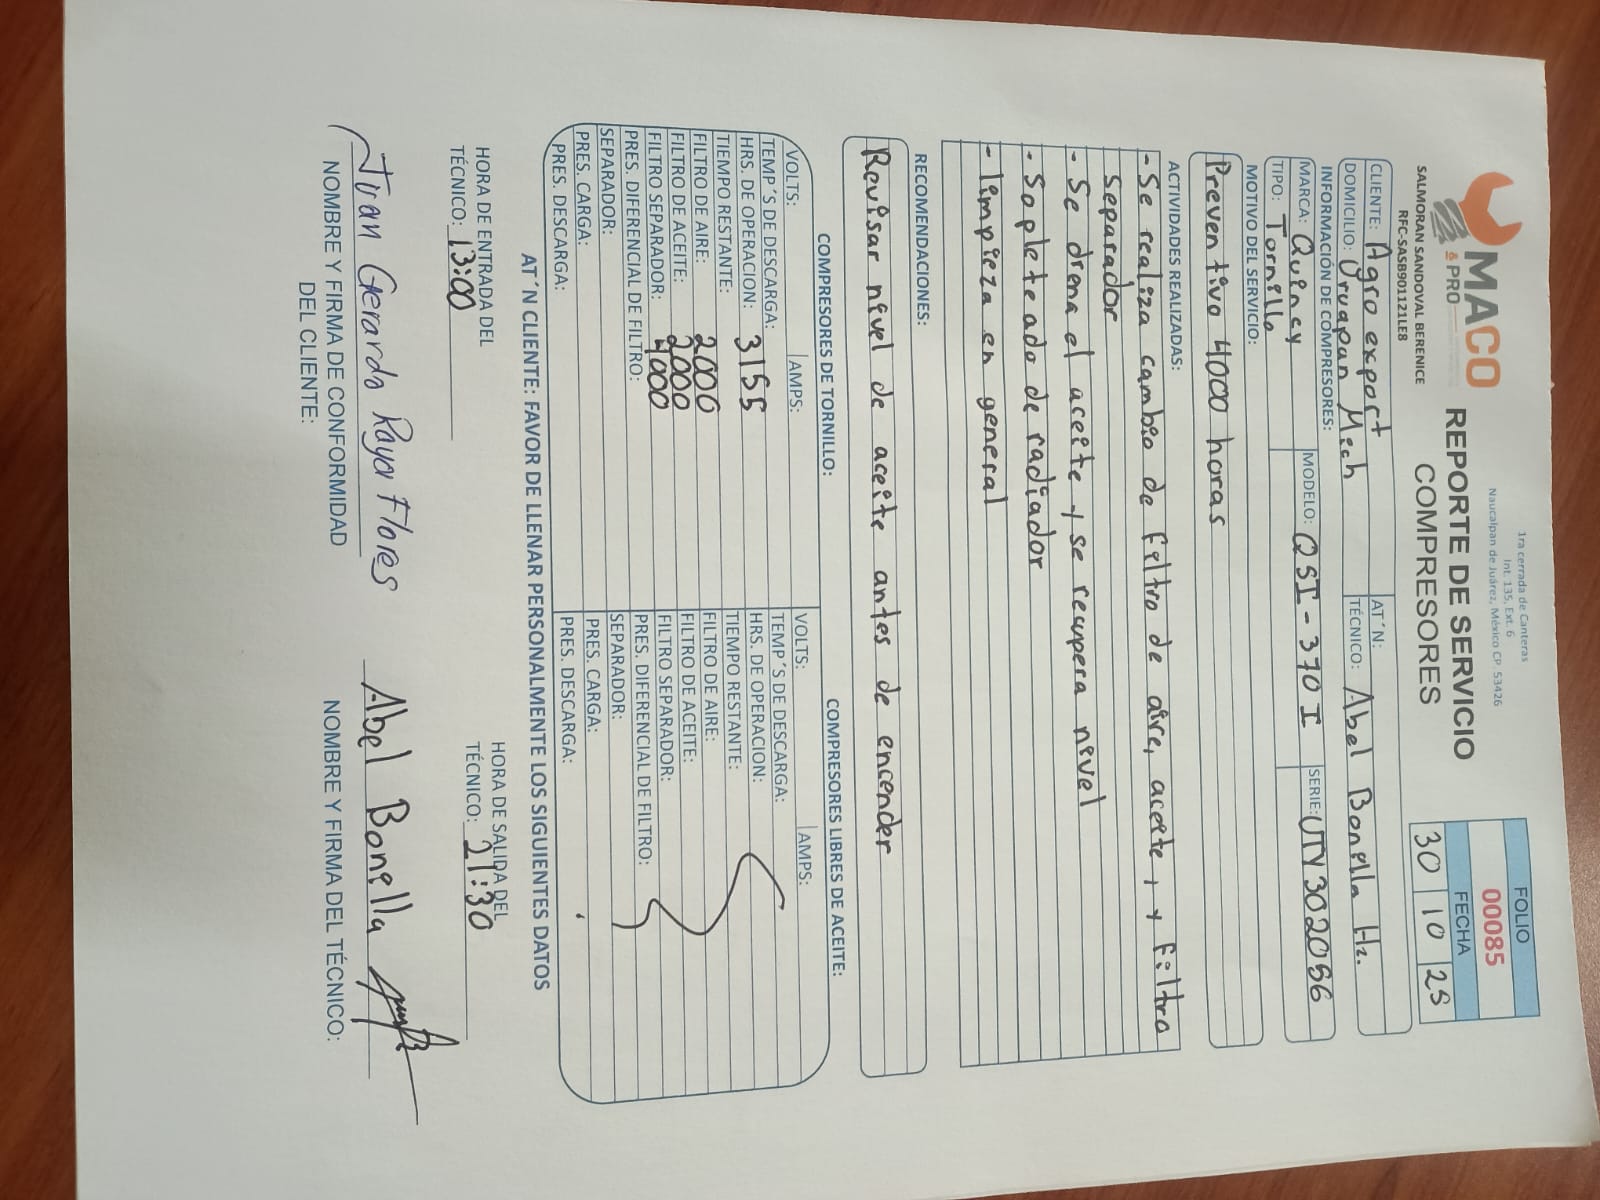 MACO
& PRO
SALMORAN SANDOVAL BERENICE
RFC-SASB901121LE8
REPORTE DE SERVICIO
COMPRESORES
1ra cerrada de Canteras
Int. 135, Ext. 6
Naucalpan de Juárez, México CP 53426
FOLIO
00085
FECHA
30 10 25
CLIENTE: Agro export
AT´N:
DOMICILIO: Uruapan Mich
TÉCNICO: Abel Bonilla Hz.
INFORMACIÓN DE COMPRESORES:
MARCA: Quincy
MODELO: QSI-370 I
SERIE: UTY302086
TIPO: Tornillo
MOTIVO DEL SERVICIO:
Preventivo 4000 horas
ACTIVIDADES REALIZADAS:
- Se realiza cambio de filtro de aire, aceite, y filtro
separador
- Se drena el aceite y se recupera nivel
- Sopleteado de radiador
- limpieza en general
RECOMENDACIONES:
Revisar nivel de aceite antes de encender
COMPRESORES DE TORNILLO:
VOLTS: AMPS:
TEMP´S DE DESCARGA:
HRS. DE OPERACION: 3155
TIEMPO RESTANTE:
FILTRO DE AIRE: 2000
FILTRO DE ACEITE: 2000
FILTRO SEPARADOR: 4000
PRES. DIFERENCIAL DE FILTRO:
SEPARADOR:
PRES. CARGA:
PRES. DESCARGA:
COMPRESORES LIBRES DE ACEITE:
VOLTS: AMPS:
TEMP´S DE DESCARGA:
HRS. DE OPERACION:
TIEMPO RESTANTE:
FILTRO DE AIRE:
FILTRO DE ACEITE:
FILTRO SEPARADOR:
PRES. DIFERENCIAL DE FILTRO:
SEPARADOR:
PRES. CARGA:
PRES. DESCARGA:
AT´N CLIENTE: FAVOR DE LLENAR PERSONALMENTE LOS SIGUIENTES DATOS
HORA DE ENTRADA DEL
TÉCNICO: 13:00
HORA DE SALIDA DEL
TÉCNICO: 21:30
Juan Gerardo Raya Flores
NOMBRE Y FIRMA DE CONFORMIDAD
DEL CLIENTE:
Abel Bonilla
NOMBRE Y FIRMA DEL TÉCNICO: